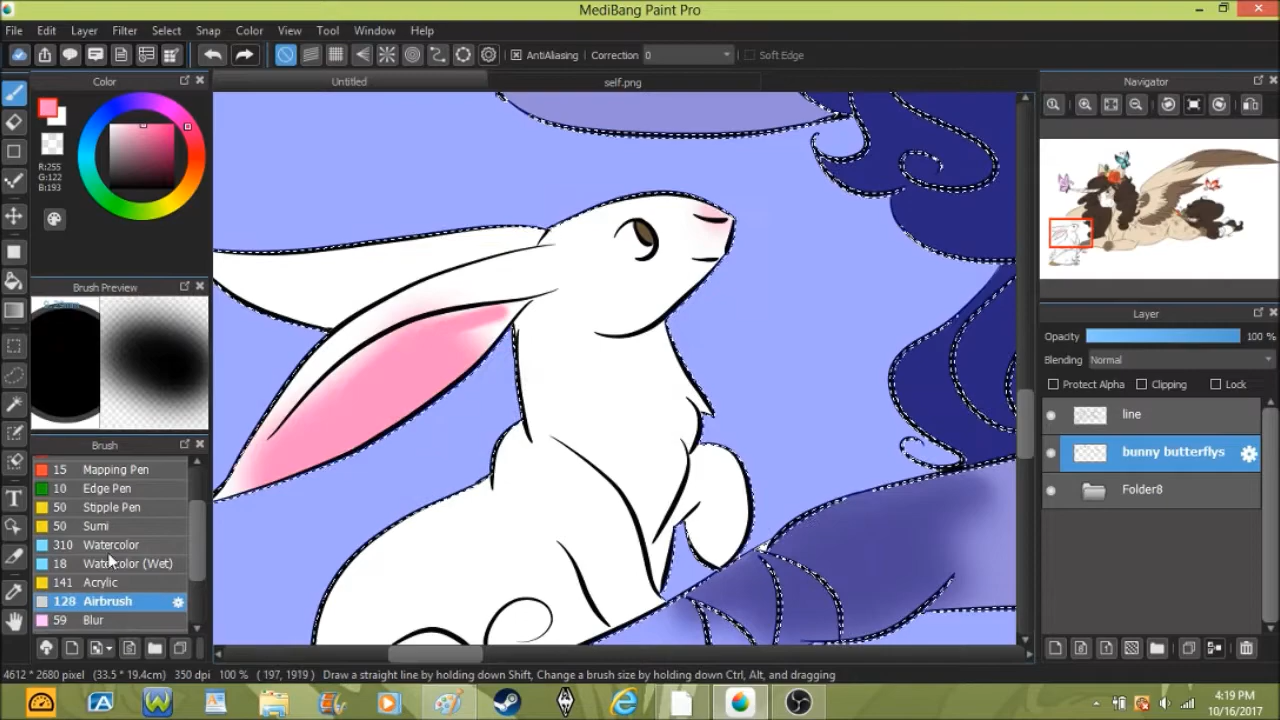 MediBang Paint Pro
File Edit Layer Filter Select Snap Color View Tool Window Help
AntiAliasing Correction 0 Soft Edge
Color
Untitled
self.png
Navigator
R:255
G:122
B:193
Brush Preview
Layer
Opacity 100 %
Blending Normal
Protect Alpha Clipping Lock
line
bunny butterflys
Folder8
Brush
15 Mapping Pen
10 Edge Pen
50 Stipple Pen
50 Sumi
310 Watercolor
18 Watercolor (Wet)
141 Acrylic
128 Airbrush
59 Blur
4612 * 2680 pixel (33.5 * 19.4cm) 350 dpi 100 % ( 197, 1919 ) Draw a straight line by holding down Shift, Change a brush size by holding down Ctrl, Alt, and dragging
4:19 PM
10/16/2017